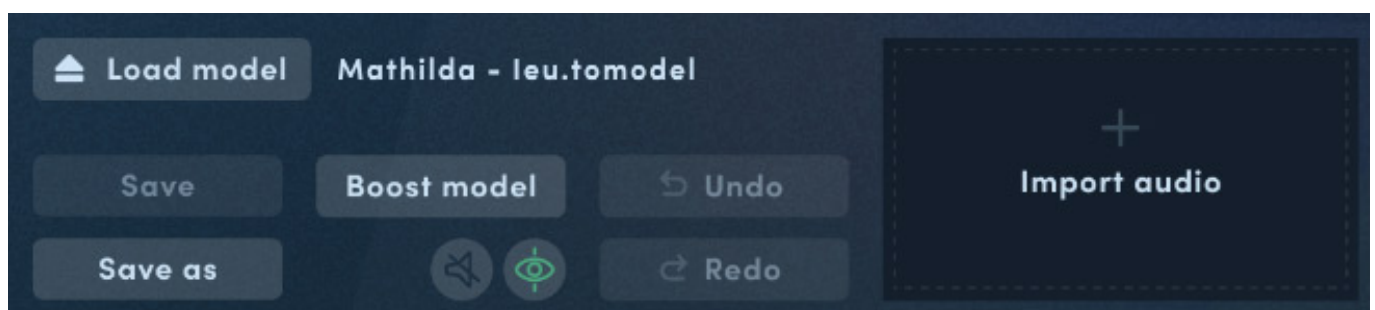 Load model
Mathilda - leu.tomodel
Save
Boost model
Undo
Import audio
Save as
Redo